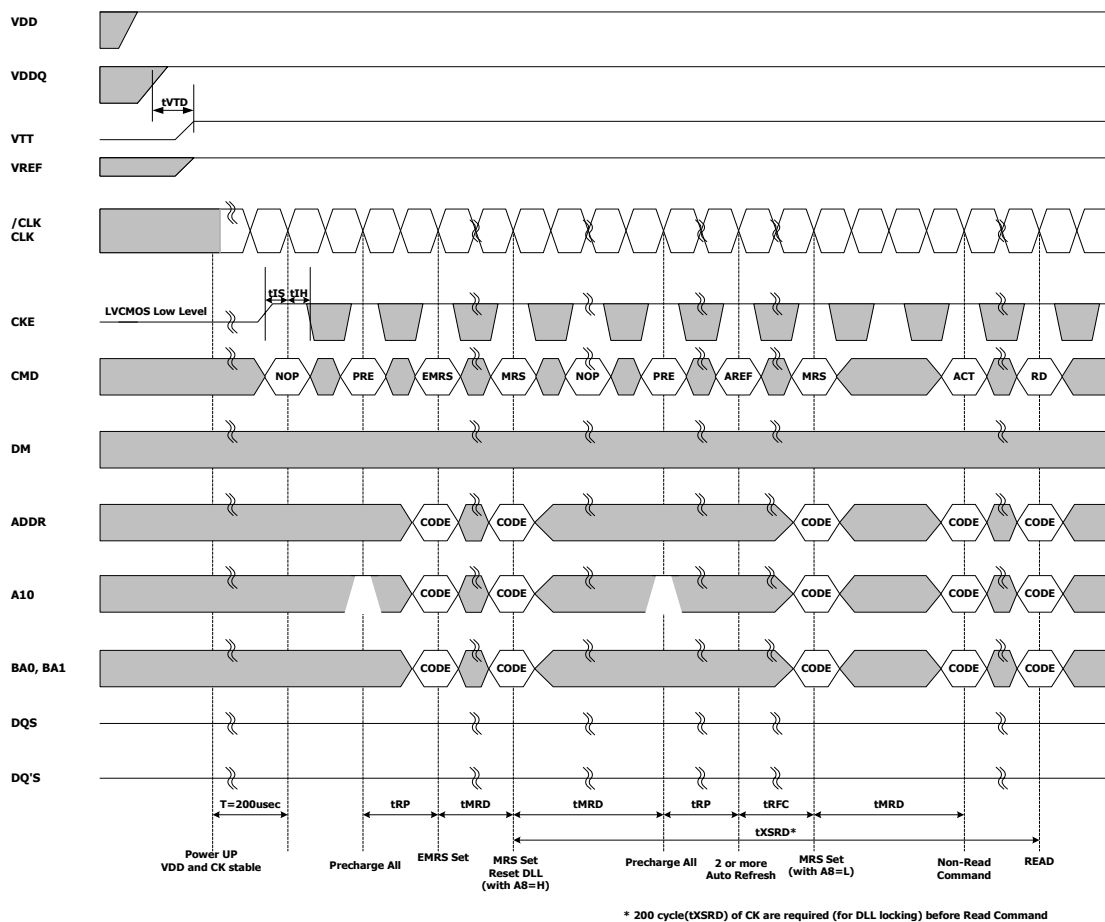 VDD
VDDQ
tVTD
VTT
VREF
/CLK
CLK
tIS tIH
CKE
LVCMOS Low Level
CMD
NOP PRE EMRS MRS NOP PRE AREF MRS ACT RD
DM
ADDR
CODE CODE CODE CODE CODE
A10
CODE CODE CODE CODE CODE
BA0, BA1
CODE CODE CODE CODE CODE
DQS
DQ'S
T=200usec tRP tMRD tMRD tRP tRFC tMRD
tXSRD*
Power UP
VDD and CK stable
Precharge All
EMRS Set
MRS Set
Reset DLL
(with A8=H)
Precharge All
2 or more
Auto Refresh
MRS Set
(with A8=L)
Non-Read
Command
READ
* 200 cycle(tXSRD) of CK are required (for DLL locking) before Read Command